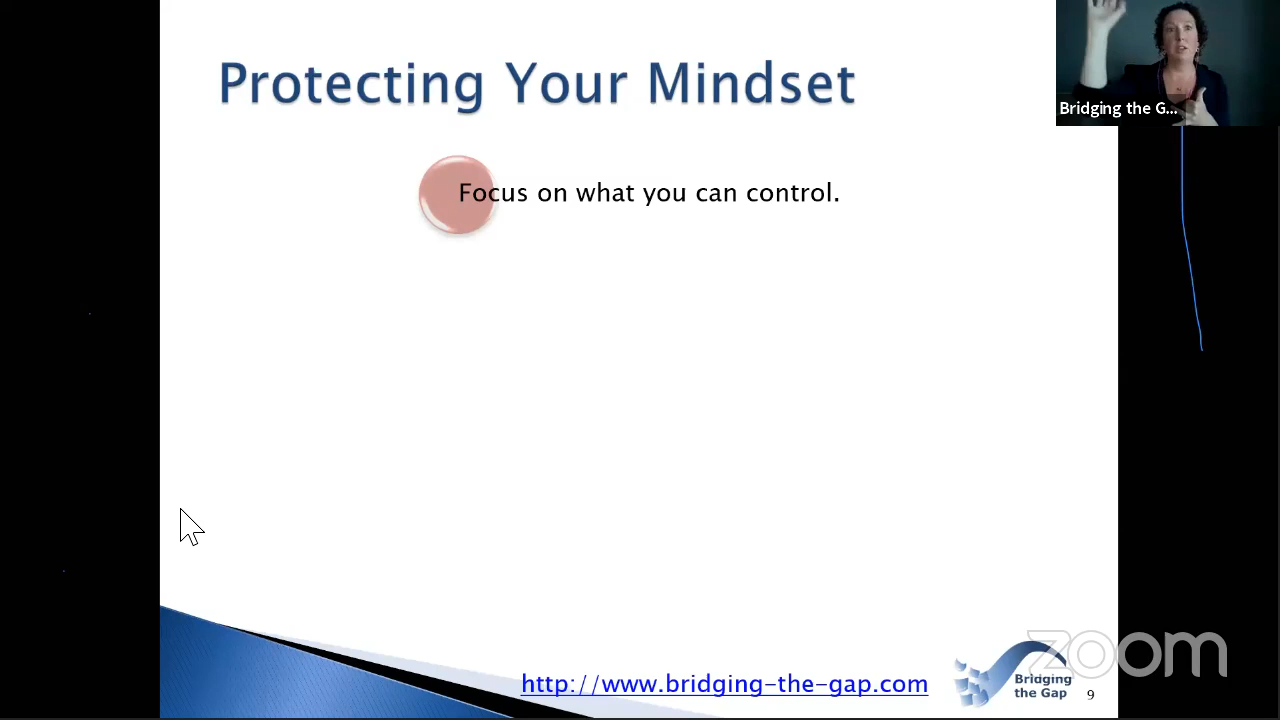 Protecting Your Mindset
Bridging the G...
Focus on what you can control.
http://www.bridging-the-gap.com
Bridging
the Gap
9
zoom